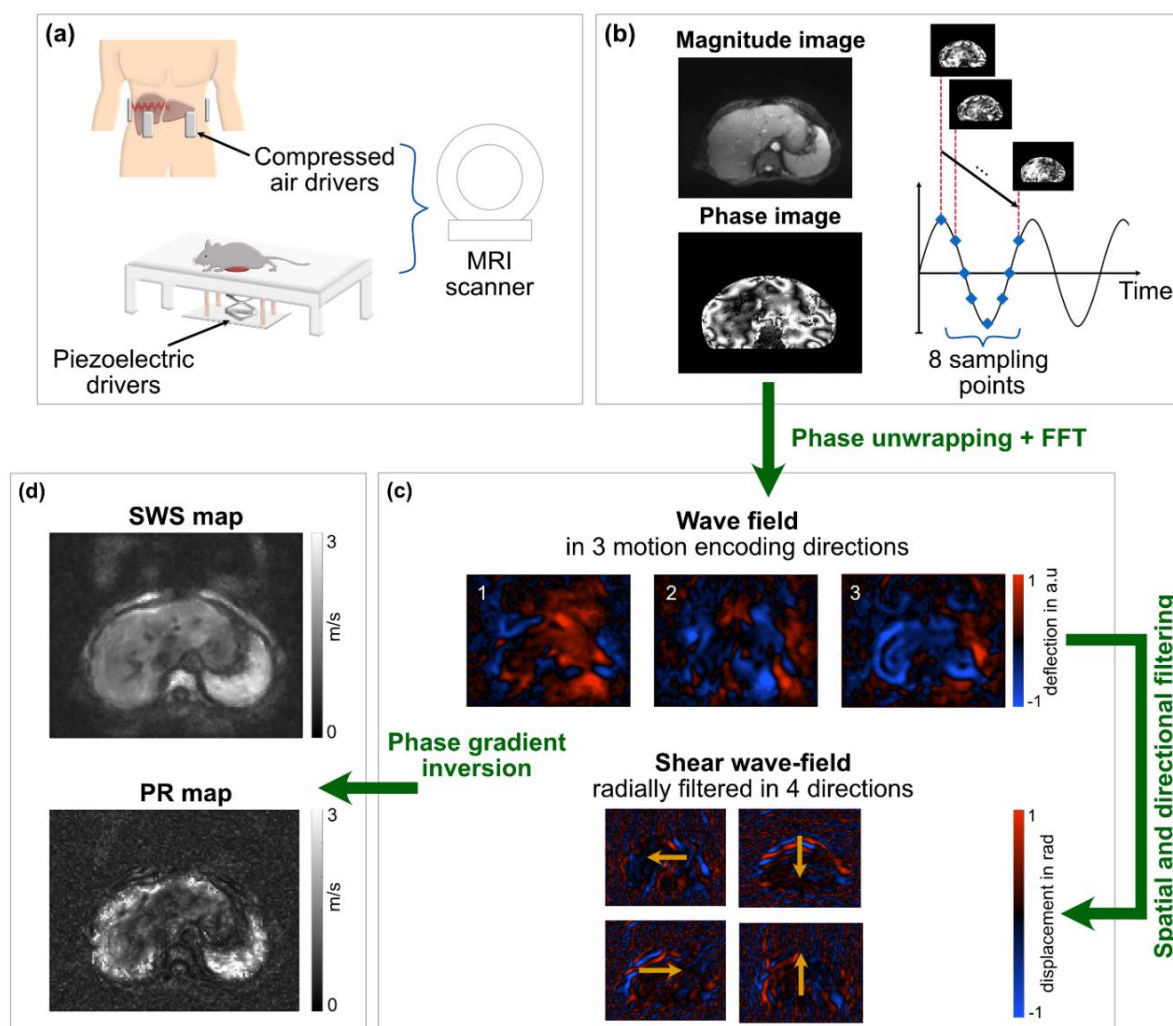 (a)
Compressed
air drivers
MRI
scanner
Piezoelectric
drivers
(b)
Magnitude image
Phase image
...
Time
8 sampling
points
Phase unwrapping + FFT
(c)
Wave field
in 3 motion encoding directions
1
2
3
1
deflection in a.u
-1
Spatial and directional filtering
Shear wave-field
radially filtered in 4 directions
1
displacement in rad
-1
Phase gradient
inversion
(d)
SWS map
3
m/s
0
PR map
3
m/s
0